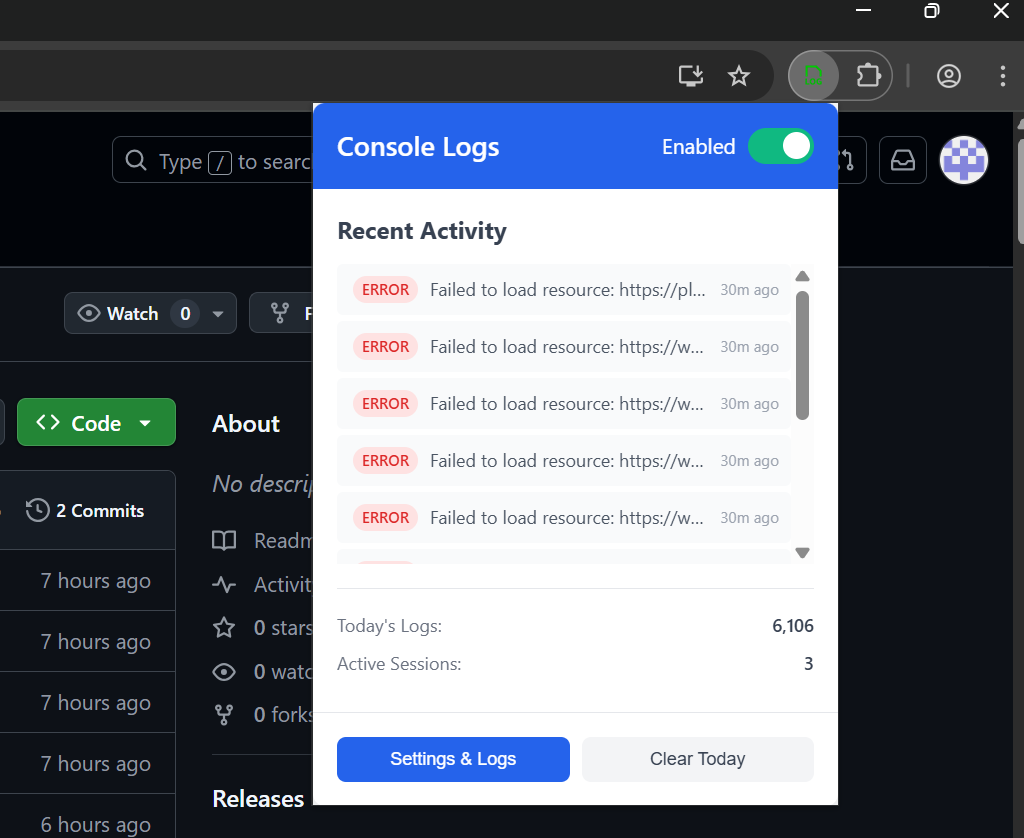 Type / to searc
Console Logs
Enabled
Recent Activity
ERROR Failed to load resource: https://pl... 30m ago
ERROR Failed to load resource: https://w... 30m ago
ERROR Failed to load resource: https://w... 30m ago
ERROR Failed to load resource: https://w... 30m ago
ERROR Failed to load resource: https://w... 30m ago
Today's Logs: 6,106
Active Sessions: 3
Settings & Logs
Clear Today
Watch 0
F
Code
2 Commits
7 hours ago
7 hours ago
7 hours ago
7 hours ago
6 hours ago
About
No descrip
Readm
Activit
0 stars
0 watc
0 forks
Releases